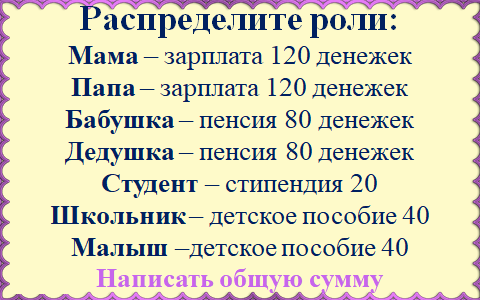 Распределите роли:
Мама – зарплата 120 денежек
Папа – зарплата 120 денежек
Бабушка – пенсия 80 денежек
Дедушка – пенсия 80 денежек
Студент – стипендия 20
Школьник – детское пособие 40
Малыш –детское пособие 40
Написать общую сумму